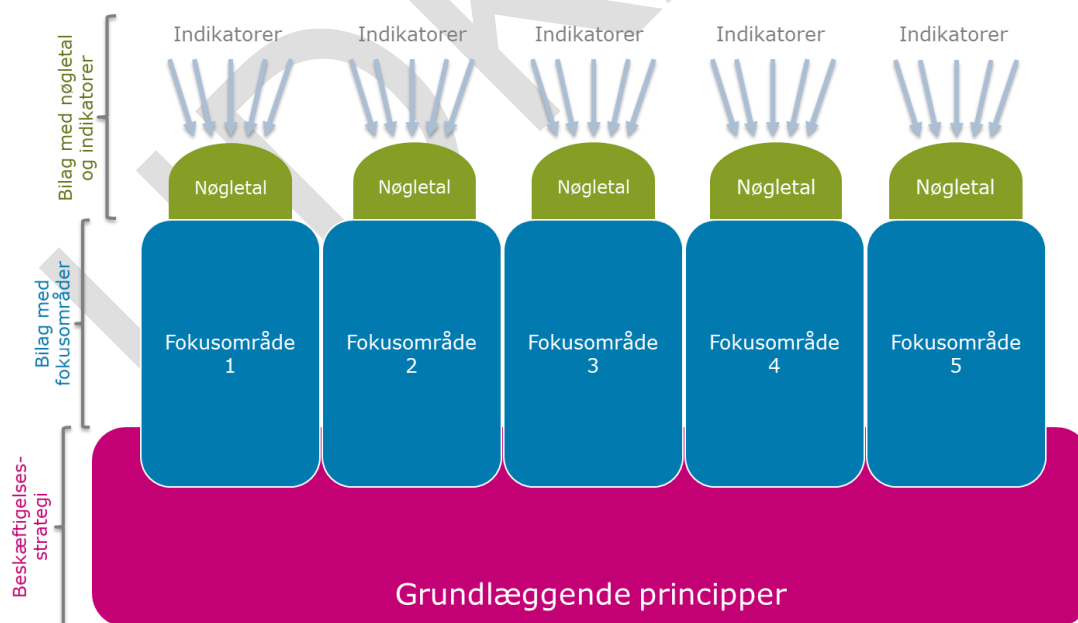 Indikatorer
Indikatorer
Indikatorer
Indikatorer
Indikatorer
Bilag med nøgletal
og indikatorer
Nøgletal
Nøgletal
Nøgletal
Nøgletal
Nøgletal
Bilag med
fokusområder
Fokusområde
1
Fokusområde
2
Fokusområde
3
Fokusområde
4
Fokusområde
5
Beskæftigelses-
strategi
Grundlæggende principper